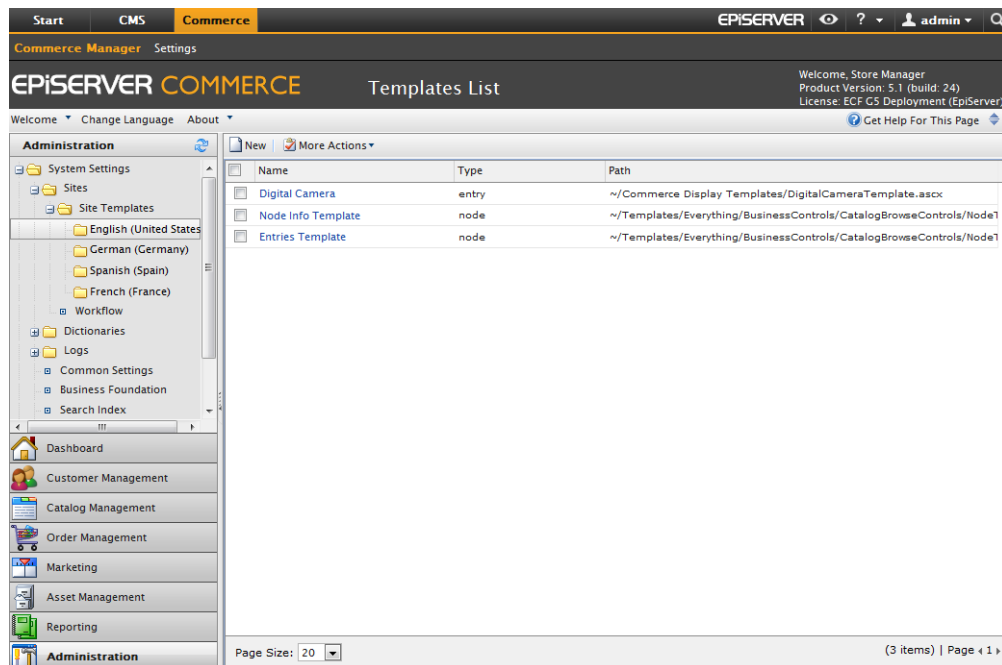 Start CMS Commerce EPiSERVER ? admin
Commerce Manager Settings
EPiSERVER COMMERCE Templates List
Welcome, Store Manager
Product Version: 5.1 (build: 24)
License: ECF G5 Deployment (EpiServer)
Welcome Change Language About Get Help For This Page
Administration New More Actions
System Settings
Sites
Site Templates
English (United States
German (Germany)
Spanish (Spain)
French (France)
Workflow
Dictionaries
Logs
Common Settings
Business Foundation
Search Index
Name Type Path
Digital Camera entry ~/Commerce Display Templates/DigitalCameraTemplate.ascx
Node Info Template node ~/Templates/Everything/BusinessControls/CatalogBrowseControls/NodeT
Entries Template node ~/Templates/Everything/BusinessControls/CatalogBrowseControls/NodeT
Dashboard
Customer Management
Catalog Management
Order Management
Marketing
Asset Management
Reporting
Administration
Page Size: 20 (3 items) | Page 1